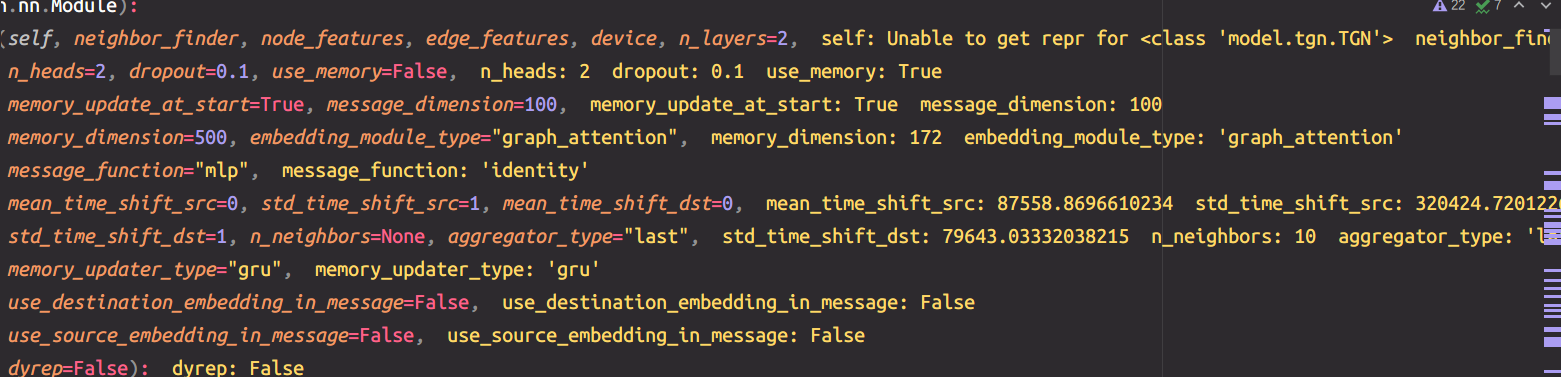 n.nn.Module): 22 7
(self, neighbor_finder, node_features, edge_features, device, n_layers=2, self: Unable to get repr for <class 'model.tgn.TGN'>
n_heads=2, dropout=0.1, use_memory=False, n_heads: 2 dropout: 0.1 use_memory: True
memory_update_at_start=True, message_dimension=100, memory_update_at_start: True message_dimension: 100
memory_dimension=500, embedding_module_type="graph_attention", memory_dimension: 172 embedding_module_type: 'graph_attention'
message_function="mlp", message_function: 'identity'
mean_time_shift_src=0, std_time_shift_src=1, mean_time_shift_dst=0, mean_time_shift_src: 87558.8696610234 std_time_shift_src: 320424.720122
std_time_shift_dst=1, n_neighbors=None, aggregator_type="last", std_time_shift_dst: 79643.03332038215 n_neighbors: 10 aggregator_type:
memory_updater_type="gru", memory_updater_type: 'gru'
use_destination_embedding_in_message=False, use_destination_embedding_in_message: False
use_source_embedding_in_message=False, use_source_embedding_in_message: False
dyrep=False): dyrep: False